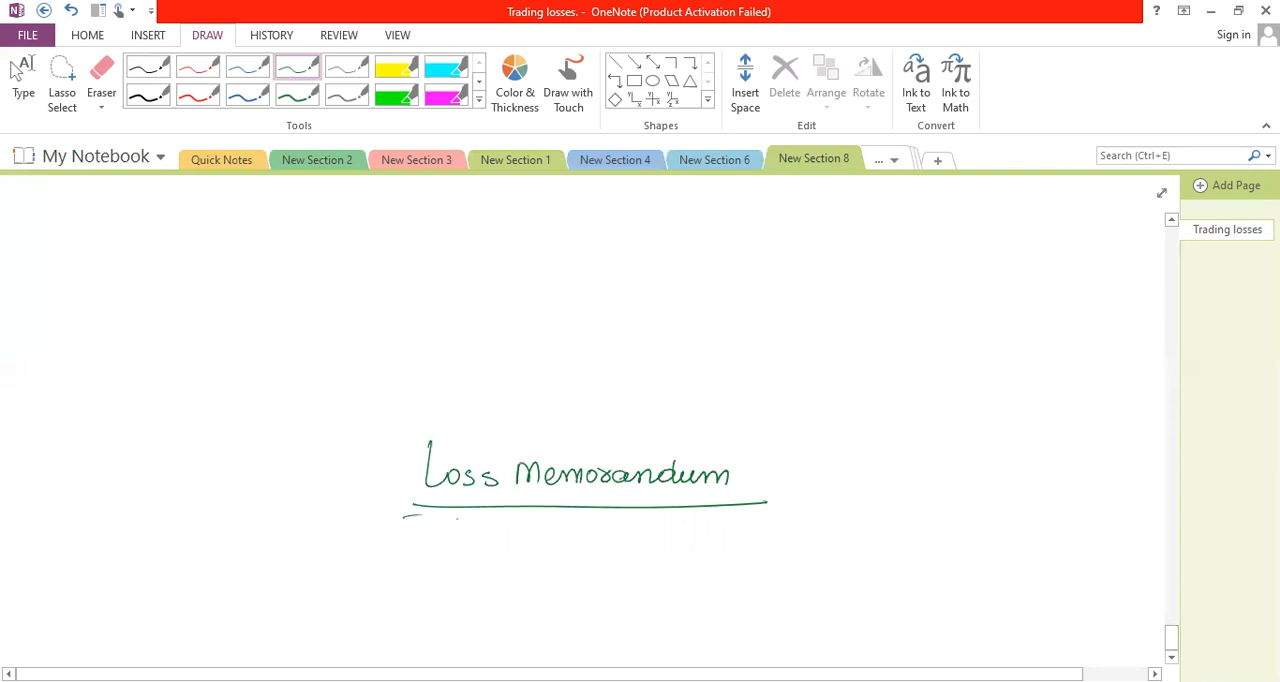 Trading losses. - OneNote (Product Activation Failed)
?
FILE HOME INSERT DRAW HISTORY REVIEW VIEW
Sign in
Type
Lasso Select
Eraser
Color & Thickness
Draw with Touch
Insert Space
Delete
Arrange
Rotate
Ink to Text
Ink to Math
Tools
Shapes
Edit
Convert
My Notebook
Quick Notes New Section 2 New Section 3 New Section 1 New Section 4 New Section 6 New Section 8 ...
Search (Ctrl+E)
Add Page
Trading losses
Loss Memorandum